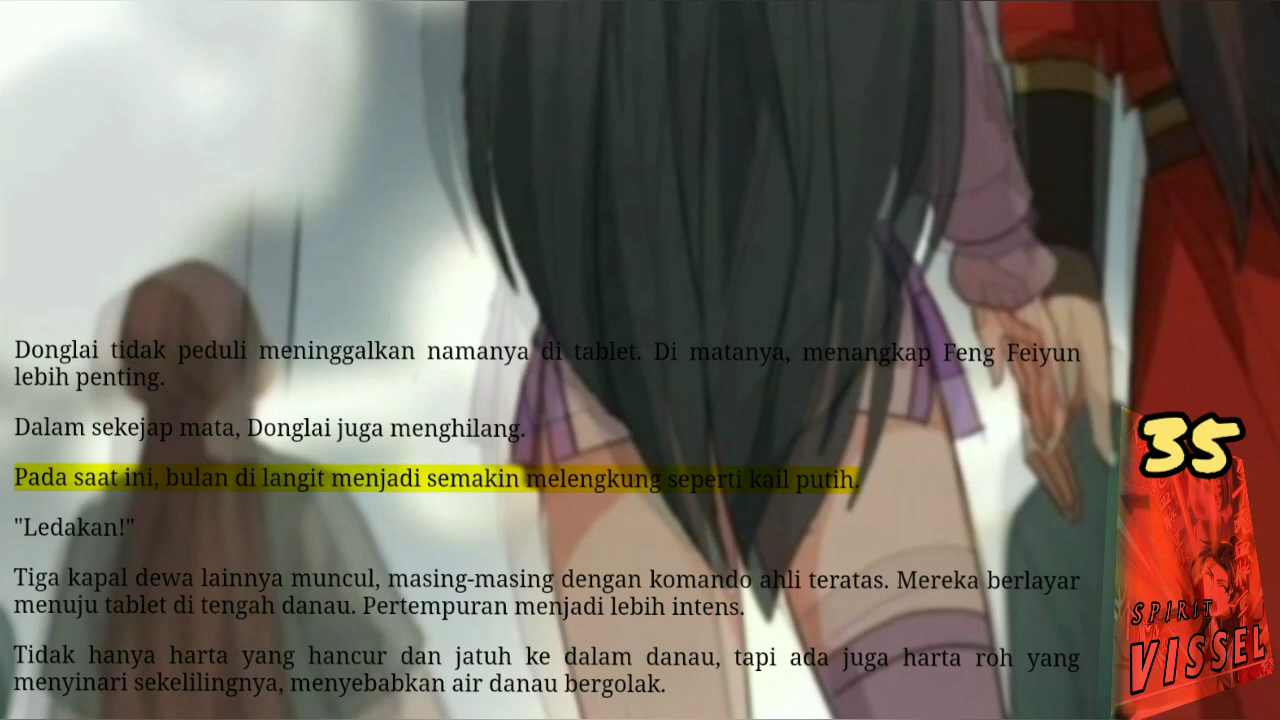 Donglai tidak peduli meninggalkan namanya di tablet. Di matanya, menangkap Feng Feiyun
lebih penting.
Dalam sekejap mata, Donglai juga menghilang.
Pada saat ini, bulan di langit menjadi semakin melengkung seperti kail putih.
"Ledakan!"
Tiga kapal dewa lainnya muncul, masing-masing dengan komando ahli teratas. Mereka berlayar
menuju tablet di tengah danau. Pertempuran menjadi lebih intens.
Tidak hanya harta yang hancur dan jatuh ke dalam danau, tapi ada juga harta roh yang
menyinari sekelilingnya, menyebabkan air danau bergolak.
35
SPIRIT
VISSEL